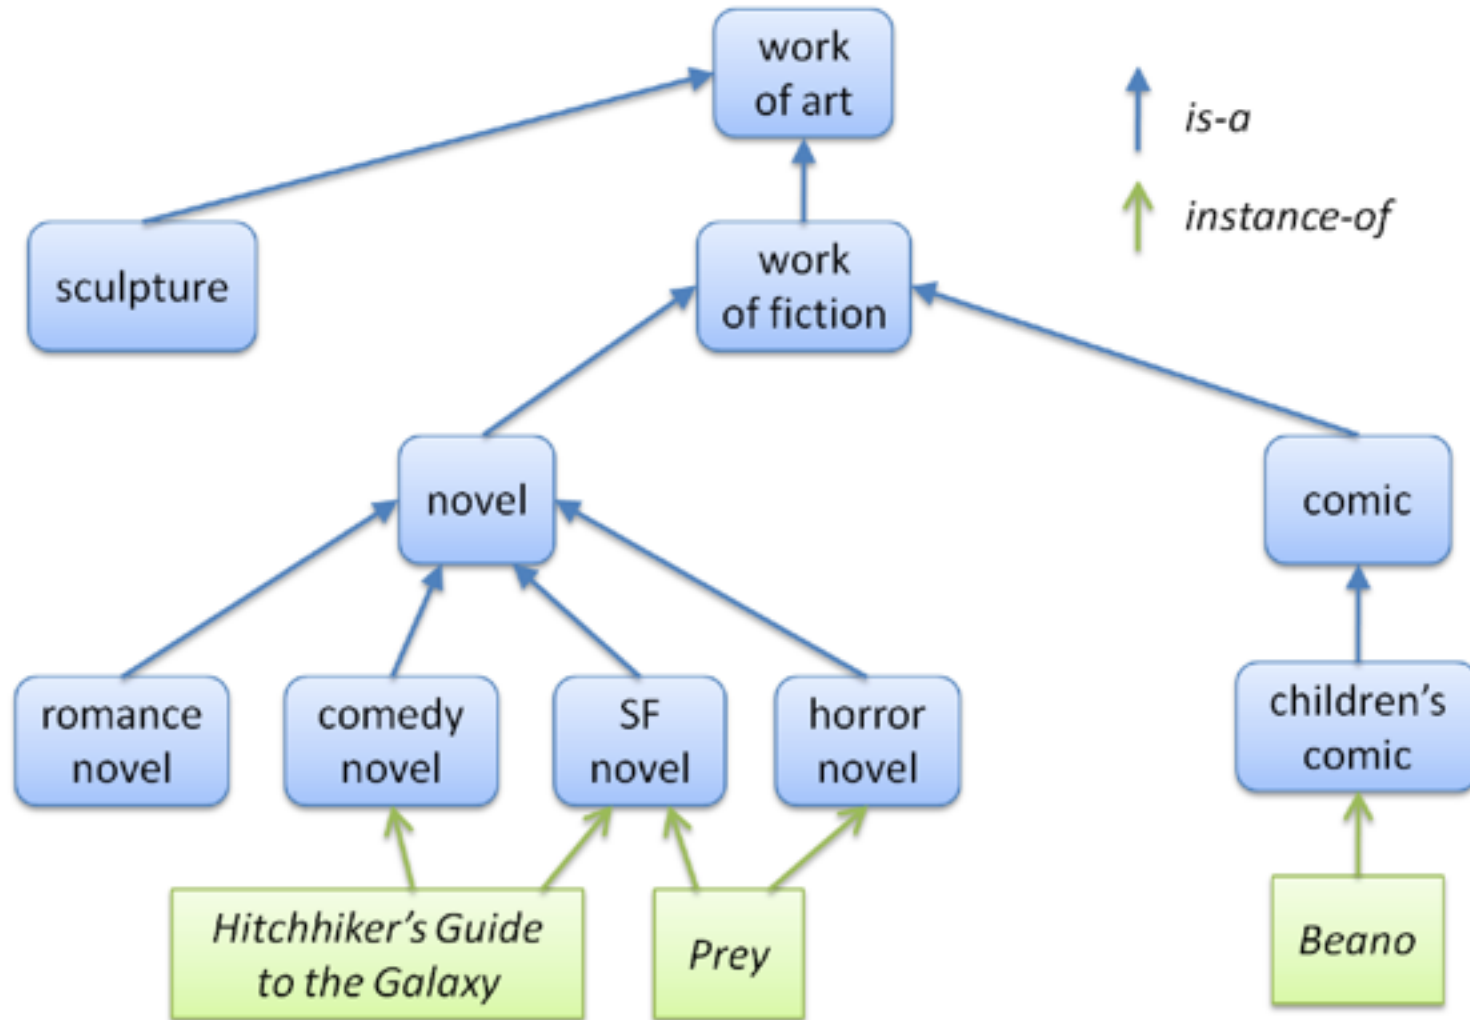 work
of art
is-a
instance-of
sculpture
work
of fiction
novel
comic
romance
novel
comedy
novel
SF
novel
horror
novel
children’s
comic
Hitchhiker’s Guide
to the Galaxy
Prey
Beano